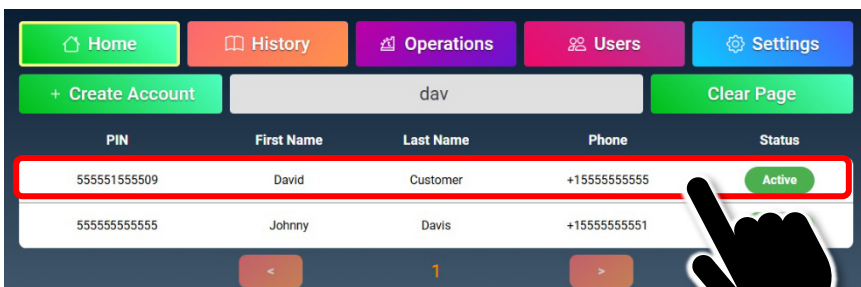 Home History Operations Users Settings
+ Create Account dav Clear Page
PIN First Name Last Name Phone Status
555551555509 David Customer +15555555555 Active
555555555555 Johnny Davis +15555555551
< 1 >